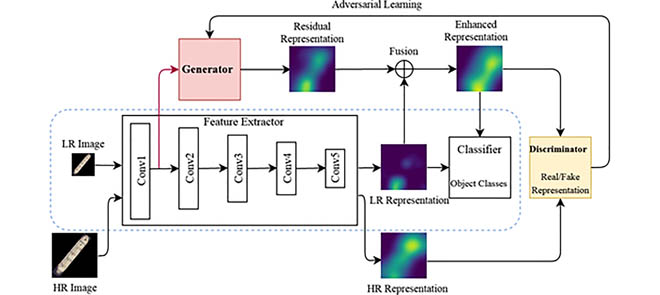 Adversarial Learning
Residual
Representation
Enhanced
Representation
Fusion
Generator
Feature Extractor
LR Image
Conv1
Conv2
Conv3
Conv4
Conv5
LR Representation
Classifier
Object Classes
Discriminator
Real/Fake
Representation
HR Image
HR Representation